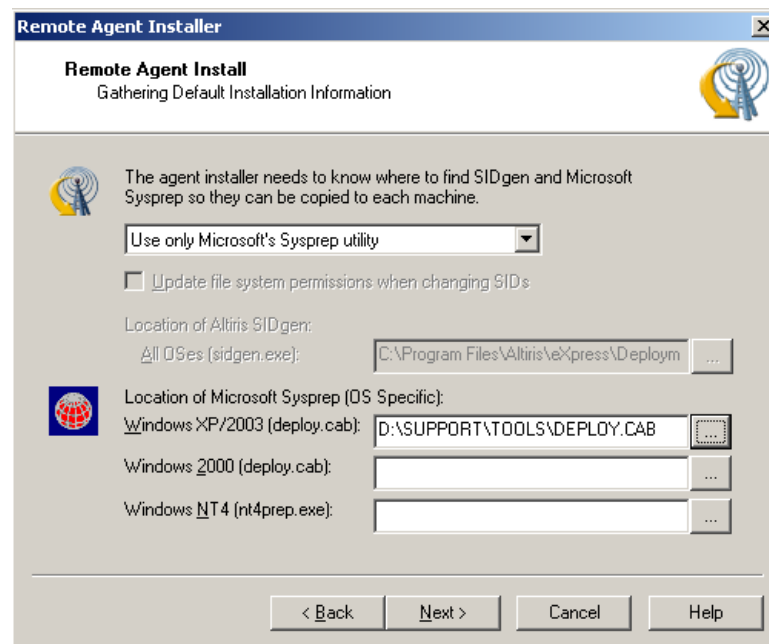 Remote Agent Installer
Remote Agent Install
Gathering Default Installation Information
The agent installer needs to know where to find SIDgen and Microsoft
Sysprep so they can be copied to each machine.
Use only Microsoft's Sysprep utility
Update file system permissions when changing SIDs
Location of Altiris SIDgen:
All OSes (sidgen.exe): C:\Program Files\Altiris\eXpress\Deploym ...
Location of Microsoft Sysprep (OS Specific):
Windows XP/2003 (deploy.cab): D:\SUPPORT\TOOLS\DEPLOY.CAB ...
Windows 2000 (deploy.cab): ...
Windows NT4 (nt4prep.exe): ...
< Back Next > Cancel Help